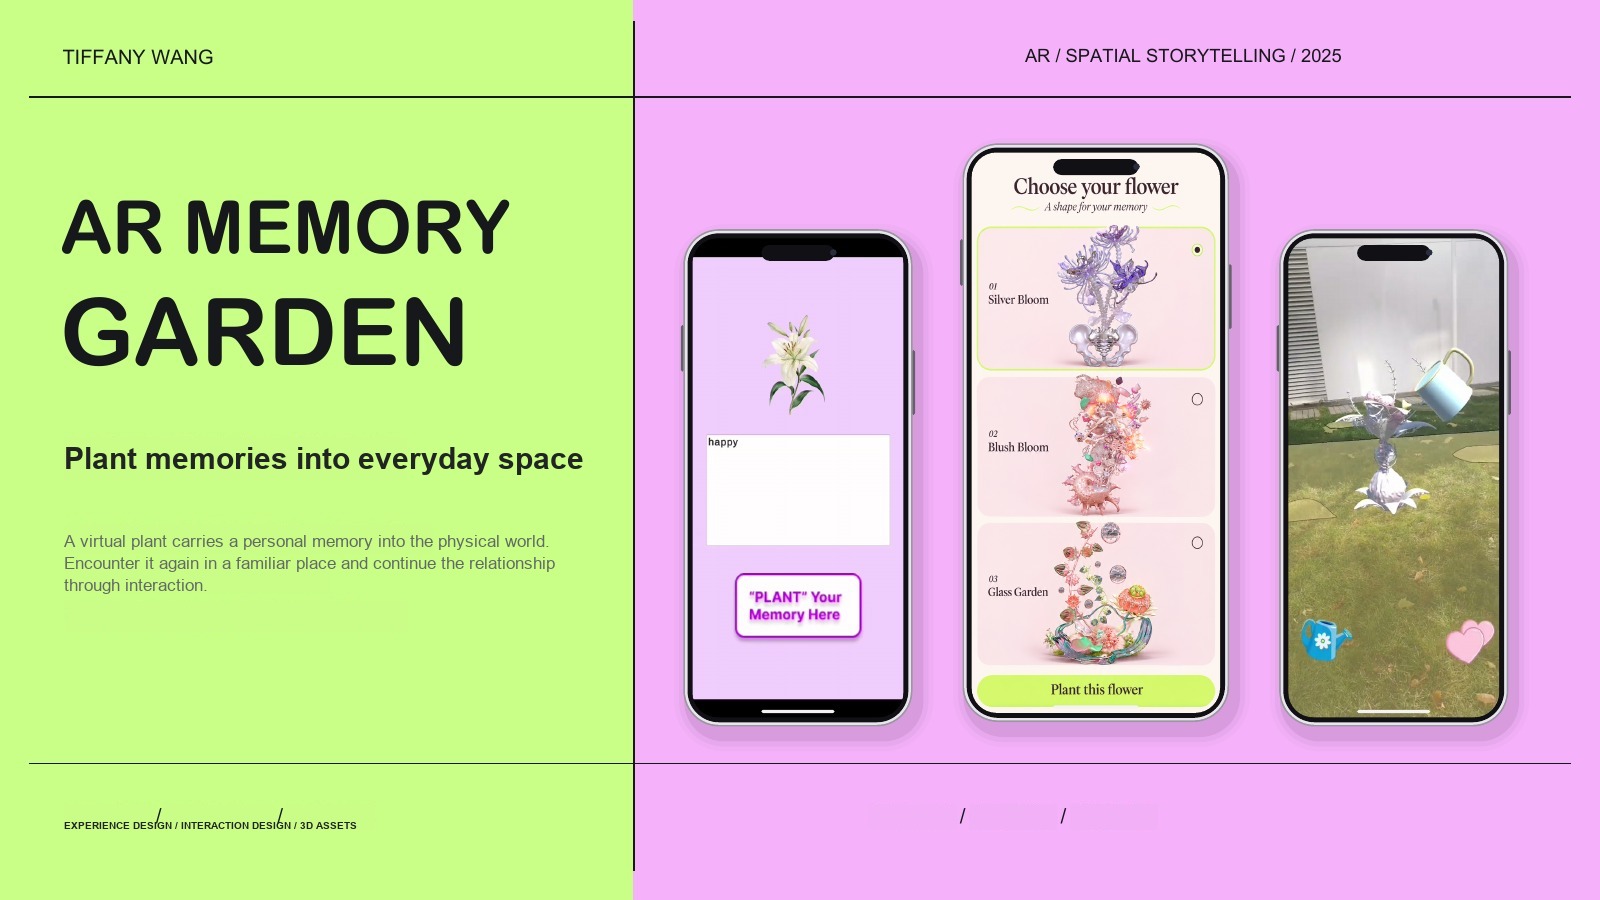 TIFFANY WANG
AR / SPATIAL STORYTELLING / 2025
AR MEMORY
GARDEN
Plant memories into everyday space
A virtual plant carries a personal memory into the physical world.
Encounter it again in a familiar place and continue the relationship
through interaction.
happy
"PLANT" Your
Memory Here
Choose your flower
A shape for your memory
01
Silver Bloom
02
Blush Bloom
03
Glass Garden
Plant this flower
/ /
EXPERIENCE DESIGN / INTERACTION DESIGN / 3D ASSETS
/ /